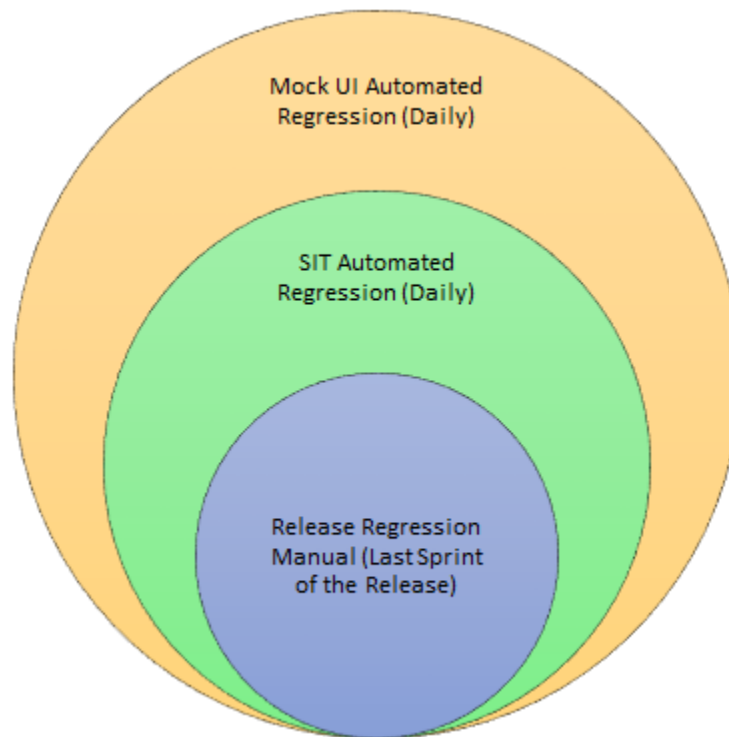 Mock UI Automated
Regression (Daily)
SIT Automated
Regression (Daily)
Release Regression
Manual (Last Sprint
of the Release)